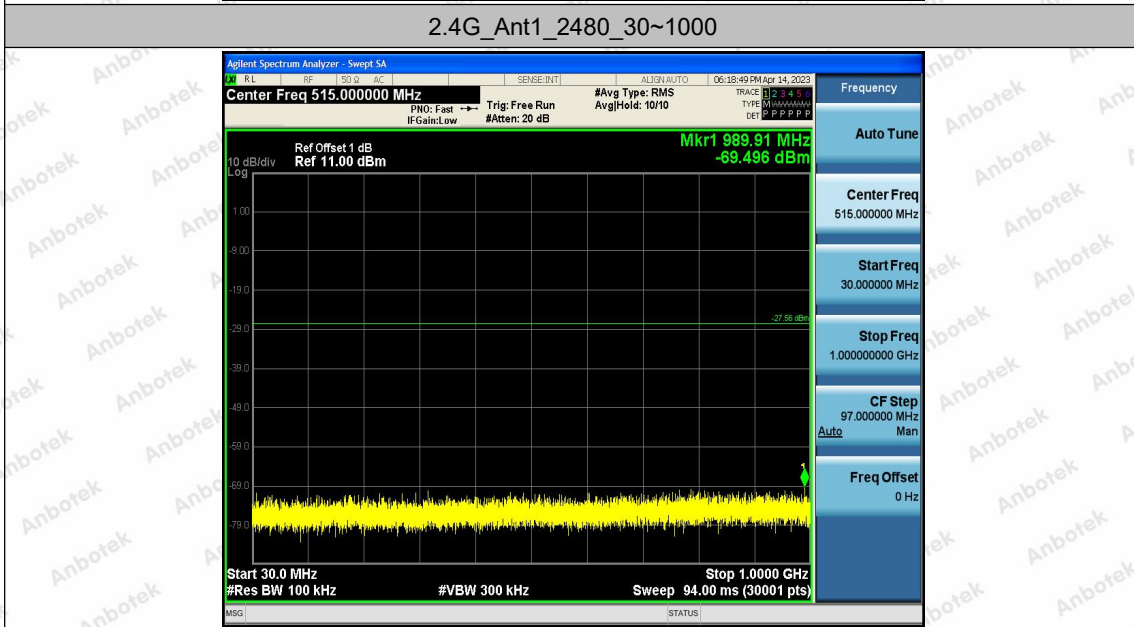 2.4G_Ant1_2480_30~1000
Agilent Spectrum Analyzer - Swept SA
LXI RL RF 50 Ω AC SENSE:INT ALIGN AUTO 06:18:49 PM Apr 14, 2023
Center Freq 515.000000 MHz
PNO: Fast
IFGain:Low
Trig: Free Run
#Atten: 20 dB
#Avg Type: RMS
Avg|Hold: 10/10
TRACE 1 2 3 4 5 6
TYPE M WWWWW
DET P P P P P P
Mkr1 989.91 MHz
-69.496 dBm
Ref Offset 1 dB
10 dB/div Ref 11.00 dBm
Log
1.00
-9.00
-19.0
-29.0
-39.0
-49.0
-59.0
-69.0
-79.0
-27.56 dBm
1
Start 30.0 MHz
Stop 1.0000 GHz
#Res BW 100 kHz
#VBW 300 kHz
Sweep 94.00 ms (30001 pts)
MSG
STATUS
Frequency
Auto Tune
Center Freq
515.000000 MHz
Start Freq
30.000000 MHz
Stop Freq
1.000000000 GHz
CF Step
97.000000 MHz
Auto Man
Freq Offset
0 Hz
Anbotek